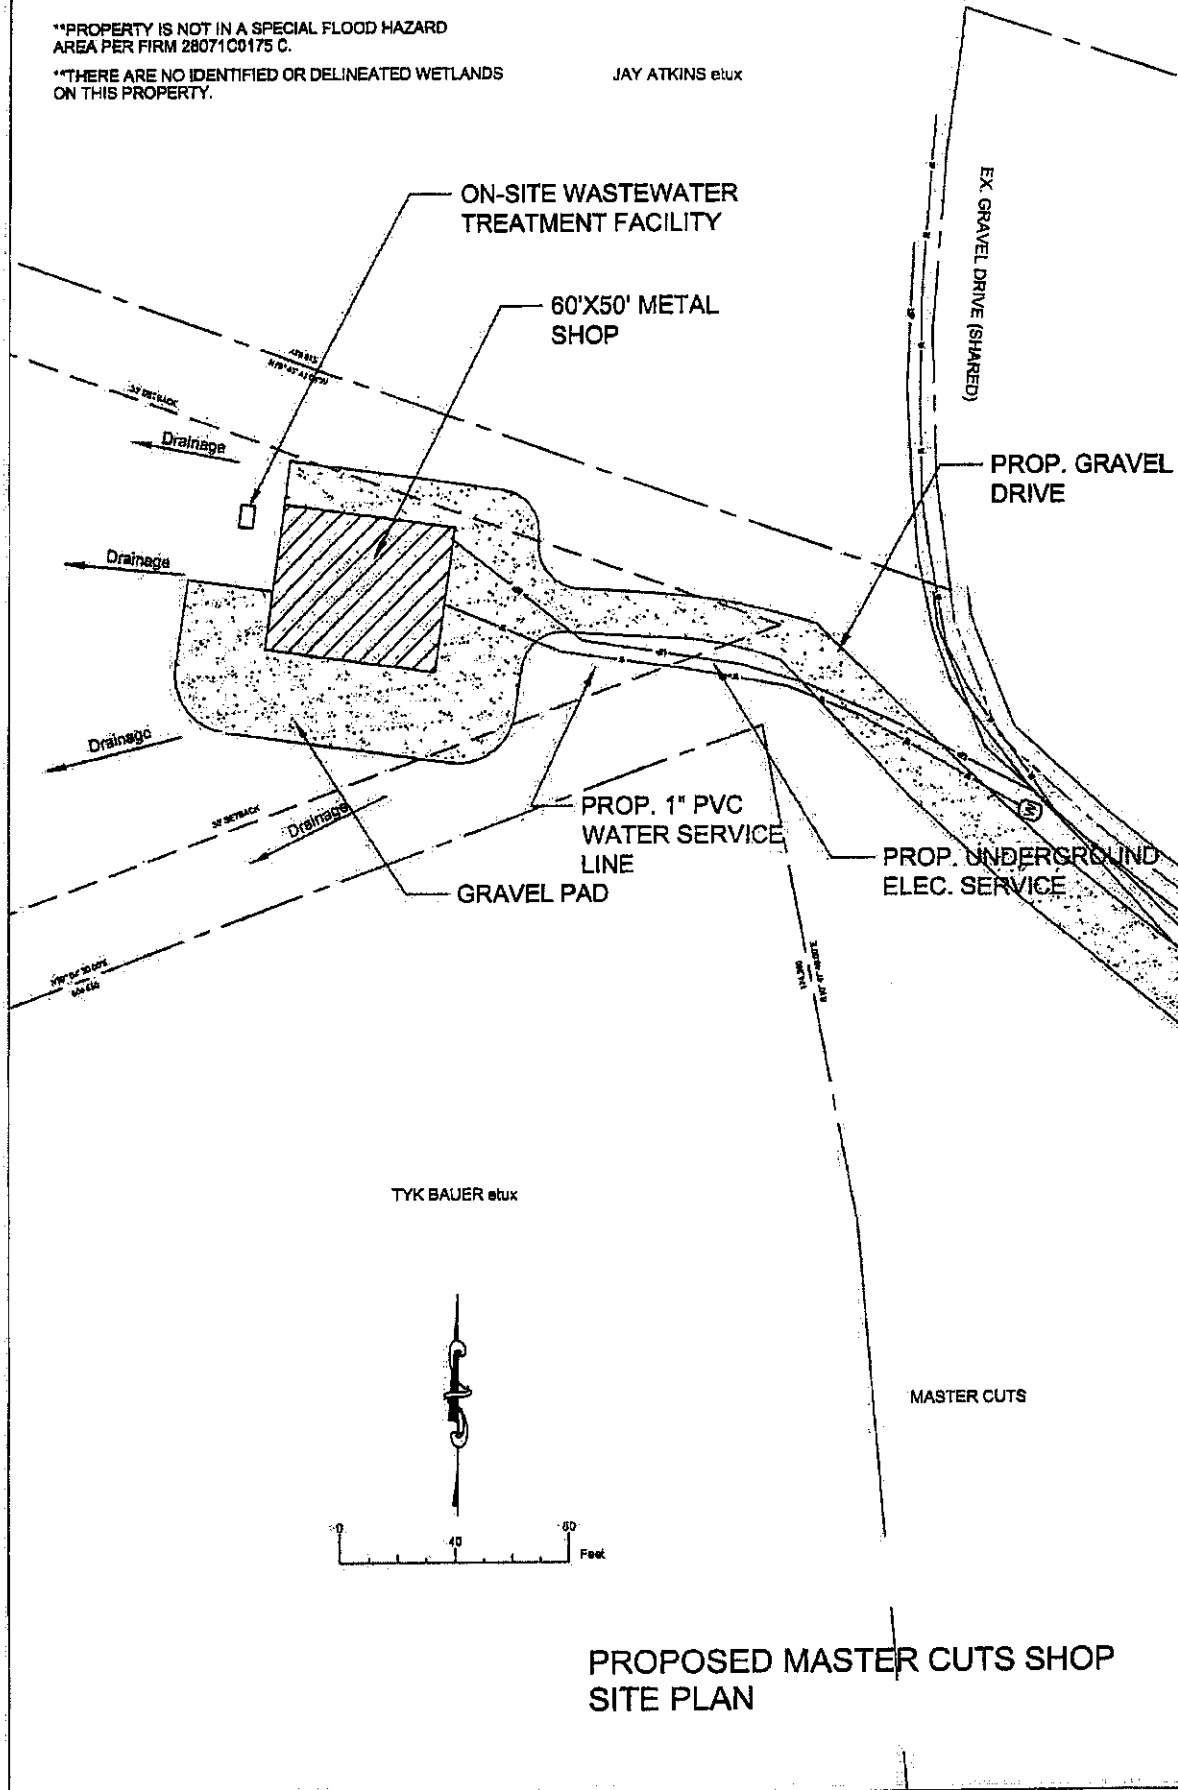 **PROPERTY IS NOT IN A SPECIAL FLOOD HAZARD
AREA PER FIRM 28071C0175 C.
**THERE ARE NO IDENTIFIED OR DELINEATED WETLANDS
ON THIS PROPERTY.
JAY ATKINS etux
EX. GRAVEL DRIVE (SHARED)
ON-SITE WASTEWATER
TREATMENT FACILITY
60'X50' METAL
SHOP
SETBACK
Drainage
PROP. GRAVEL
DRIVE
Drainage
Drainage
SETBACK
Drainage
PROP. 1" PVC
WATER SERVICE
LINE
PROP. UNDERGROUND
ELEC. SERVICE
GRAVEL PAD
W
TYK BAUER etux
MASTER CUTS
0
40
80
Feet
PROPOSED MASTER CUTS SHOP
SITE PLAN